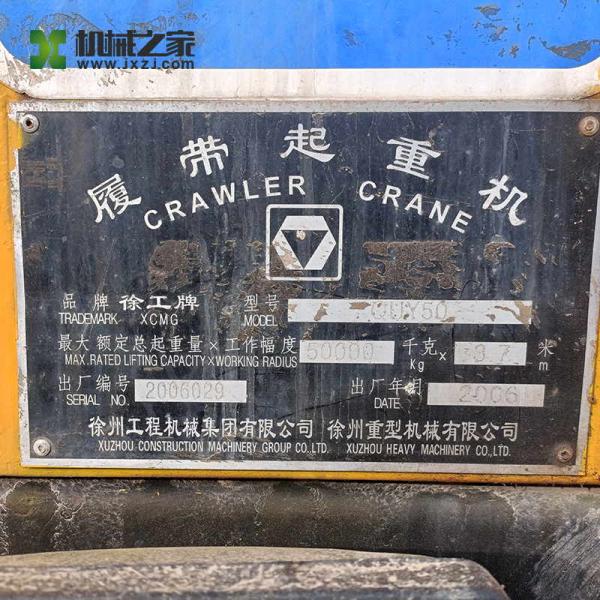 机械之家
www.jxzj.com
履带起重机
CRAWLER CRANE
品牌 徐工牌 型号 QUY50
TRADEMARK XCMG MODEL
最大额定总起重量×工作幅度 50000 千克 × 3.7 米
MAX.RATED LIFTING CAPACITY×WORKING RADIUS kg m
出厂编号 2006029 出厂年月 2006
SERIAL NO. DATE
徐州工程机械集团有限公司 徐州重型机械有限公司
XUZHOU CONSTRUCTION MACHINERY GROUP CO.,LTD. XUZHOU HEAVY MACHINERY CO.,LTD.